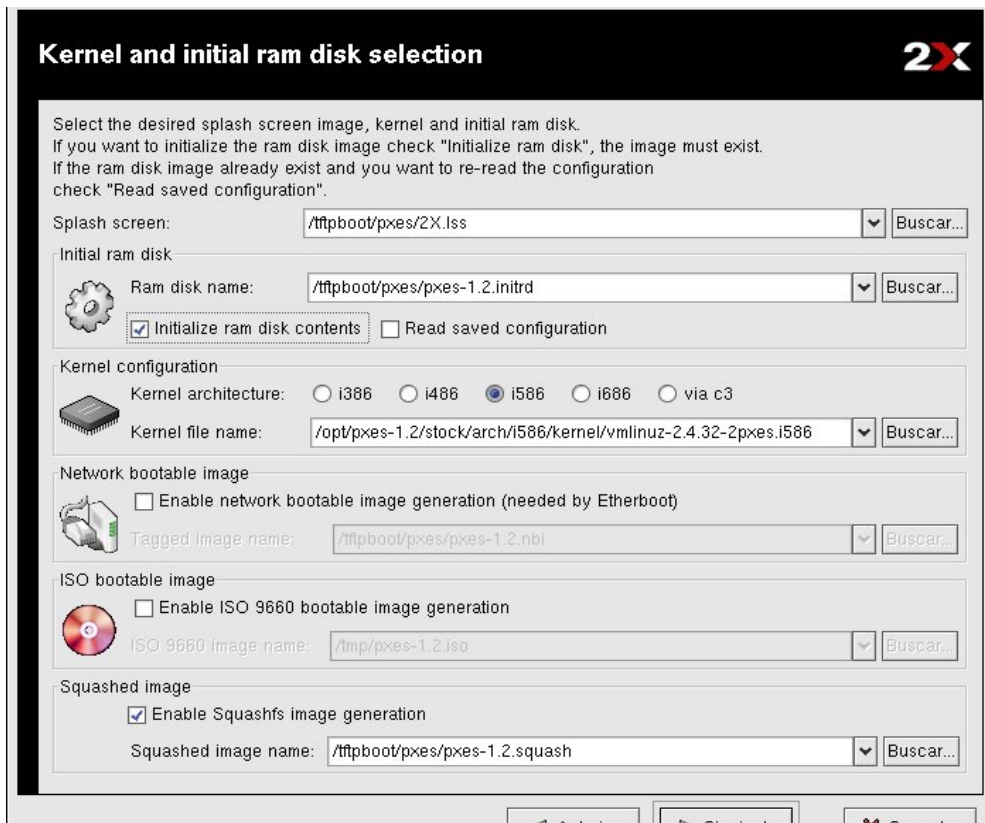 Kernel and initial ram disk selection
2X
Select the desired splash screen image, kernel and initial ram disk.
If you want to initialize the ram disk image check "Initialize ram disk", the image must exist.
If the ram disk image already exist and you want to re-read the configuration
check "Read saved configuration".
Splash screen: /tftpboot/pxes/2X.lss Buscar...
Initial ram disk
Ram disk name: /tftpboot/pxes/pxes-1.2.initrd Buscar...
Initialize ram disk contents Read saved configuration
Kernel configuration
Kernel architecture: i386 i486 i586 i686 via c3
Kernel file name: /opt/pxes-1.2/stock/arch/i586/kernel/vmlinuz-2.4.32-2pxes.i586 Buscar...
Network bootable image
Enable network bootable image generation (needed by Etherboot)
Tagged image name: /tftpboot/pxes/pxes-1.2.nbi Buscar...
ISO bootable image
Enable ISO 9660 bootable image generation
ISO 9660 image name: /tmp/pxes-1.2.iso Buscar...
Squashed image
Enable Squashfs image generation
Squashed image name: /tftpboot/pxes/pxes-1.2.squash Buscar...